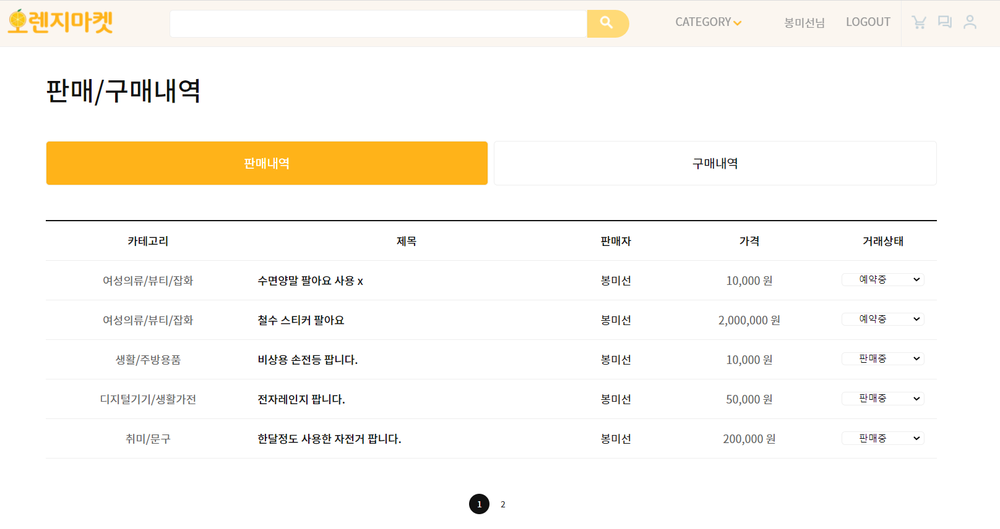 오렌지마켓
CATEGORY
봉미선님
LOGOUT
판매/구매내역
판매내역
구매내역
카테고리 제목 판매자 가격 거래상태
여성의류/뷰티/잡화 수면양말 팔아요 사용 x 봉미선 10,000 원 예약중
여성의류/뷰티/잡화 철수 스티커 팔아요 봉미선 2,000,000 원 예약중
생활/주방용품 비상용 손전등 팝니다. 봉미선 10,000 원 판매중
디지털기기/생활가전 전자레인지 팝니다. 봉미선 50,000 원 판매중
취미/문구 한달정도 사용한 자전거 팝니다. 봉미선 200,000 원 판매중
1 2